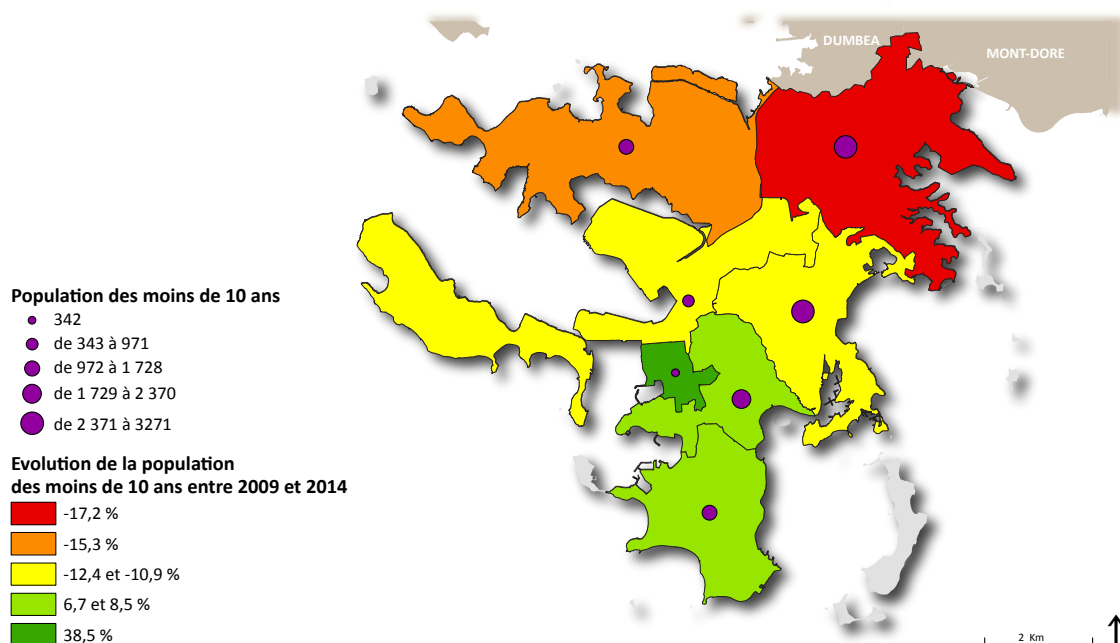 DUMBEA
MONT-DORE
Population des moins de 10 ans
342
de 343 à 971
de 972 à 1 728
de 1 729 à 2 370
de 2 371 à 3271
Evolution de la population
des moins de 10 ans entre 2009 et 2014
-17,2 %
-15,3 %
-12,4 et -10,9 %
6,7 et 8,5 %
38,5 %
2 Km